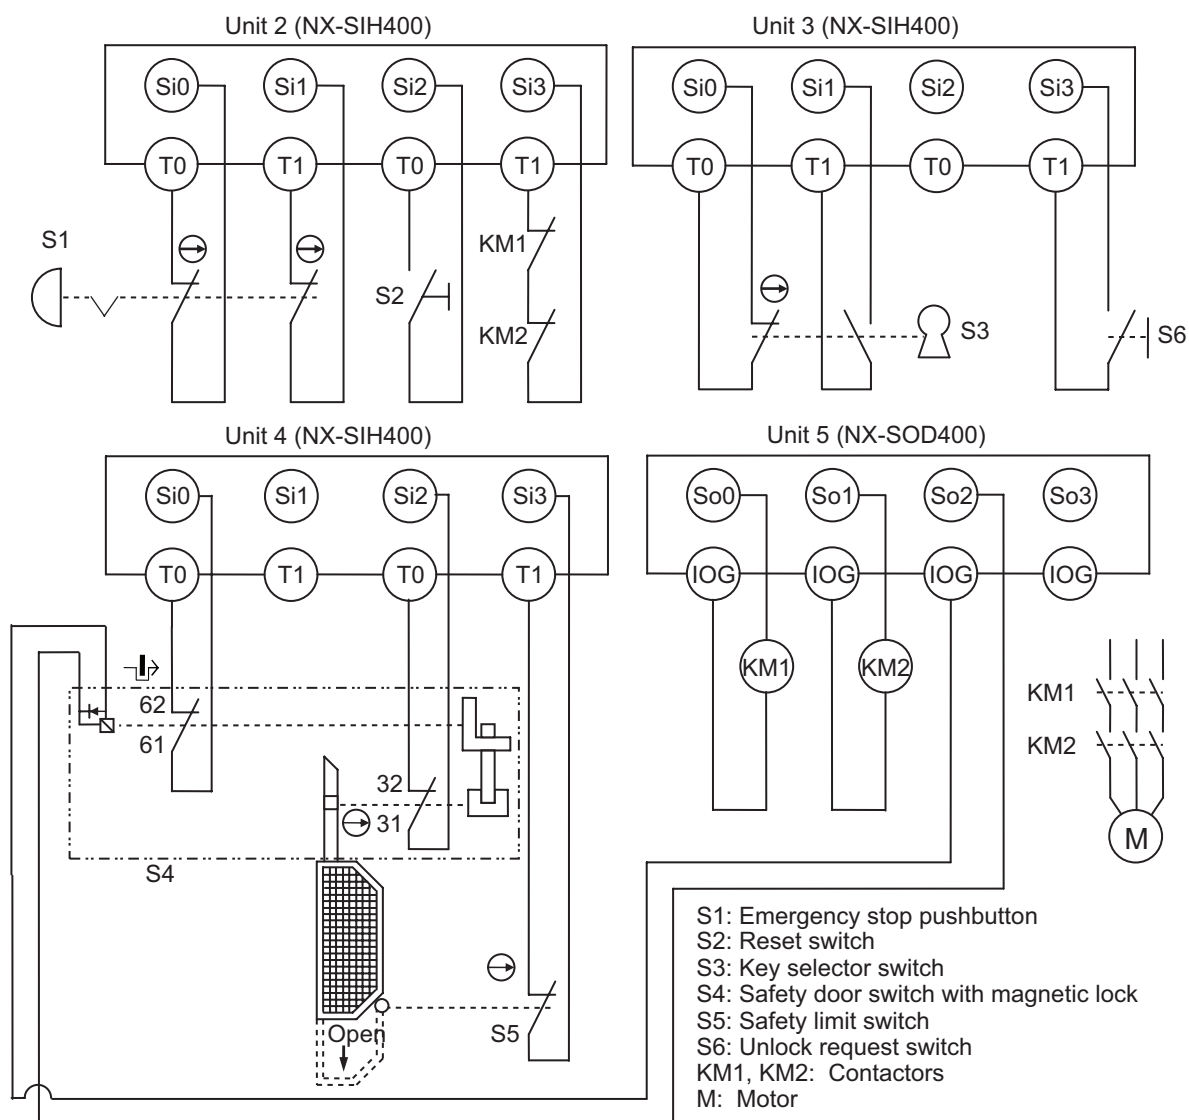 Unit 2 (NX-SIH400)
Si0 Si1 Si2 Si3
T0 T1 T0 T1
S1
S2
KM1
KM2
Unit 3 (NX-SIH400)
Si0 Si1 Si2 Si3
T0 T1 T0 T1
S3
S6
Unit 4 (NX-SIH400)
Si0 Si1 Si2 Si3
T0 T1 T0 T1
62
61
32
31
S4
Open
S5
Unit 5 (NX-SOD400)
So0 So1 So2 So3
IOG IOG IOG IOG
KM1 KM2
KM1
KM2
M
S1: Emergency stop pushbutton
S2: Reset switch
S3: Key selector switch
S4: Safety door switch with magnetic lock
S5: Safety limit switch
S6: Unlock request switch
KM1, KM2: Contactors
M: Motor